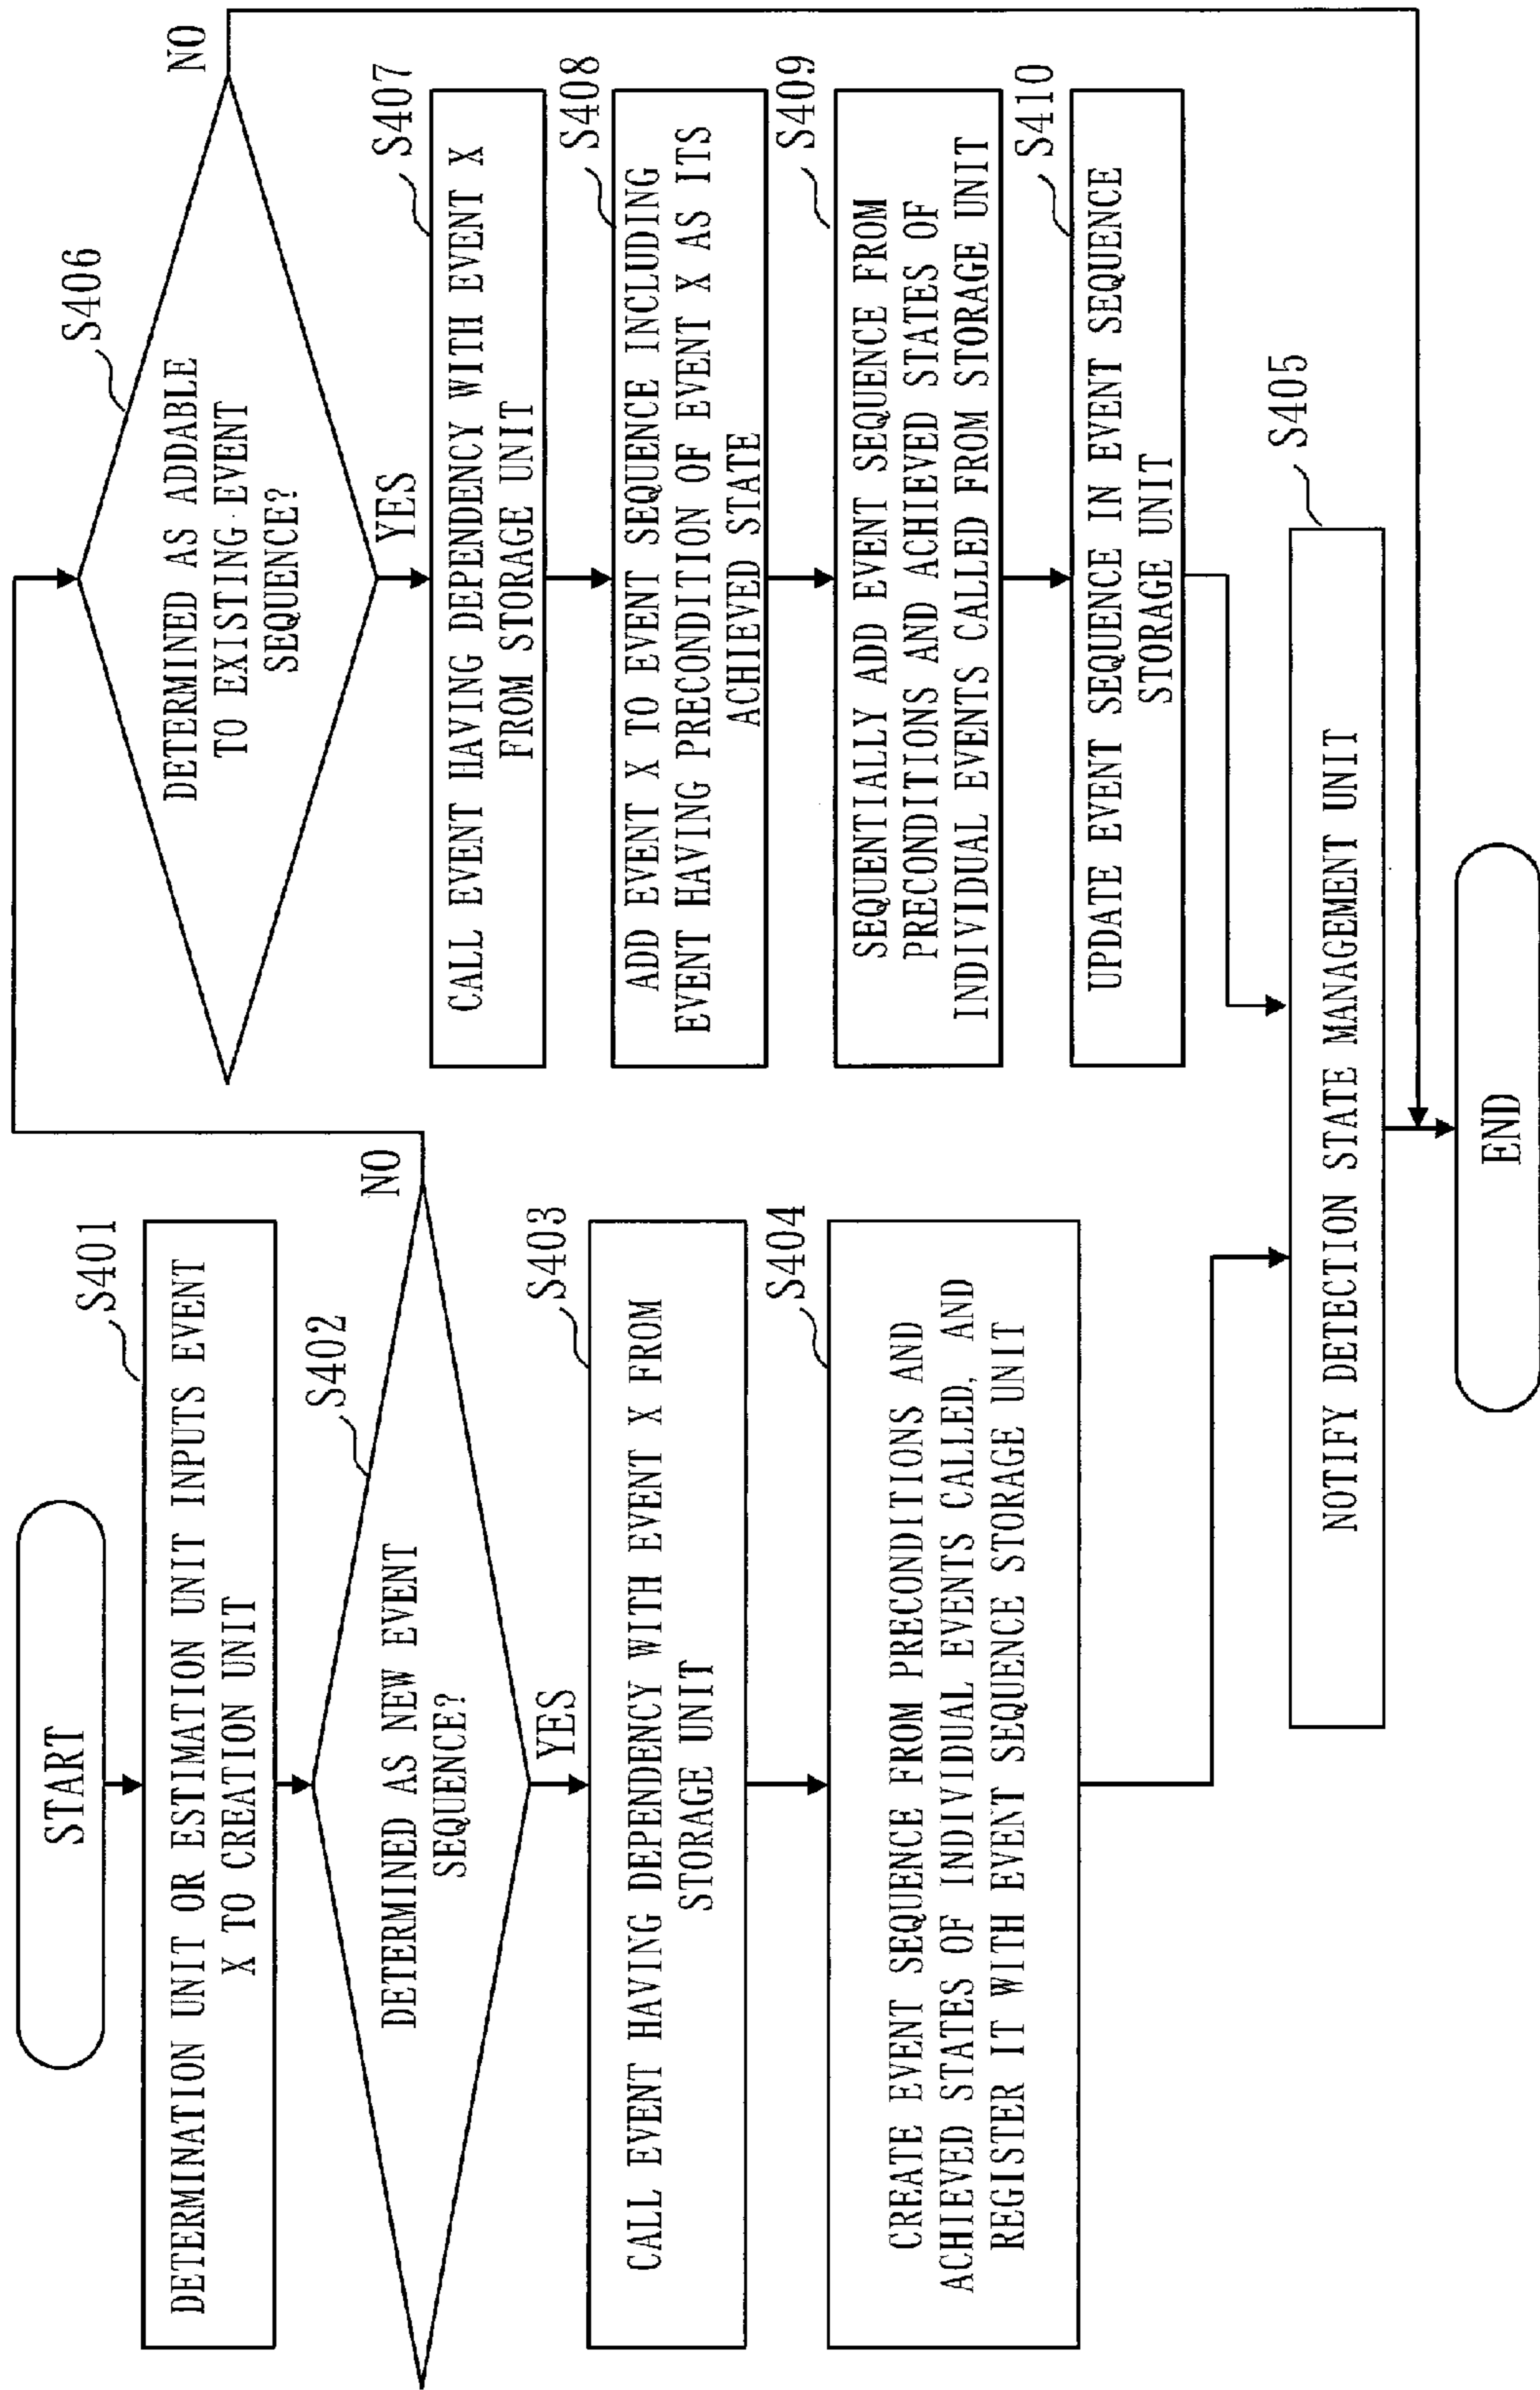 START
S401
DETERMINATION UNIT OR ESTIMATION UNIT INPUTS EVENT
X TO CREATION UNIT
S402
DETERMINED AS NEW EVENT
SEQUENCE?
NO
YES
S403
CALL EVENT HAVING DEPENDENCY WITH EVENT X FROM
STORAGE UNIT
S404
CREATE EVENT SEQUENCE FROM PRECONDITIONS AND
ACHIEVED STATES OF INDIVIDUAL EVENTS CALLED, AND
REGISTER IT WITH EVENT SEQUENCE STORAGE UNIT
S406
DETERMINED AS ADDABLE
TO EXISTING EVENT
SEQUENCE?
NO
YES
S407
CALL EVENT HAVING DEPENDENCY WITH EVENT X
FROM STORAGE UNIT
S408
ADD EVENT X TO EVENT SEQUENCE INCLUDING
EVENT HAVING PRECONDITION OF EVENT X AS ITS
ACHIEVED STATE
S409
SEQUENTIALLY ADD EVENT SEQUENCE FROM
PRECONDITIONS AND ACHIEVED STATES OF
INDIVIDUAL EVENTS CALLED FROM STORAGE UNIT
S410
UPDATE EVENT SEQUENCE IN EVENT SEQUENCE
STORAGE UNIT
S405
NOTIFY DETECTION STATE MANAGEMENT UNIT
END